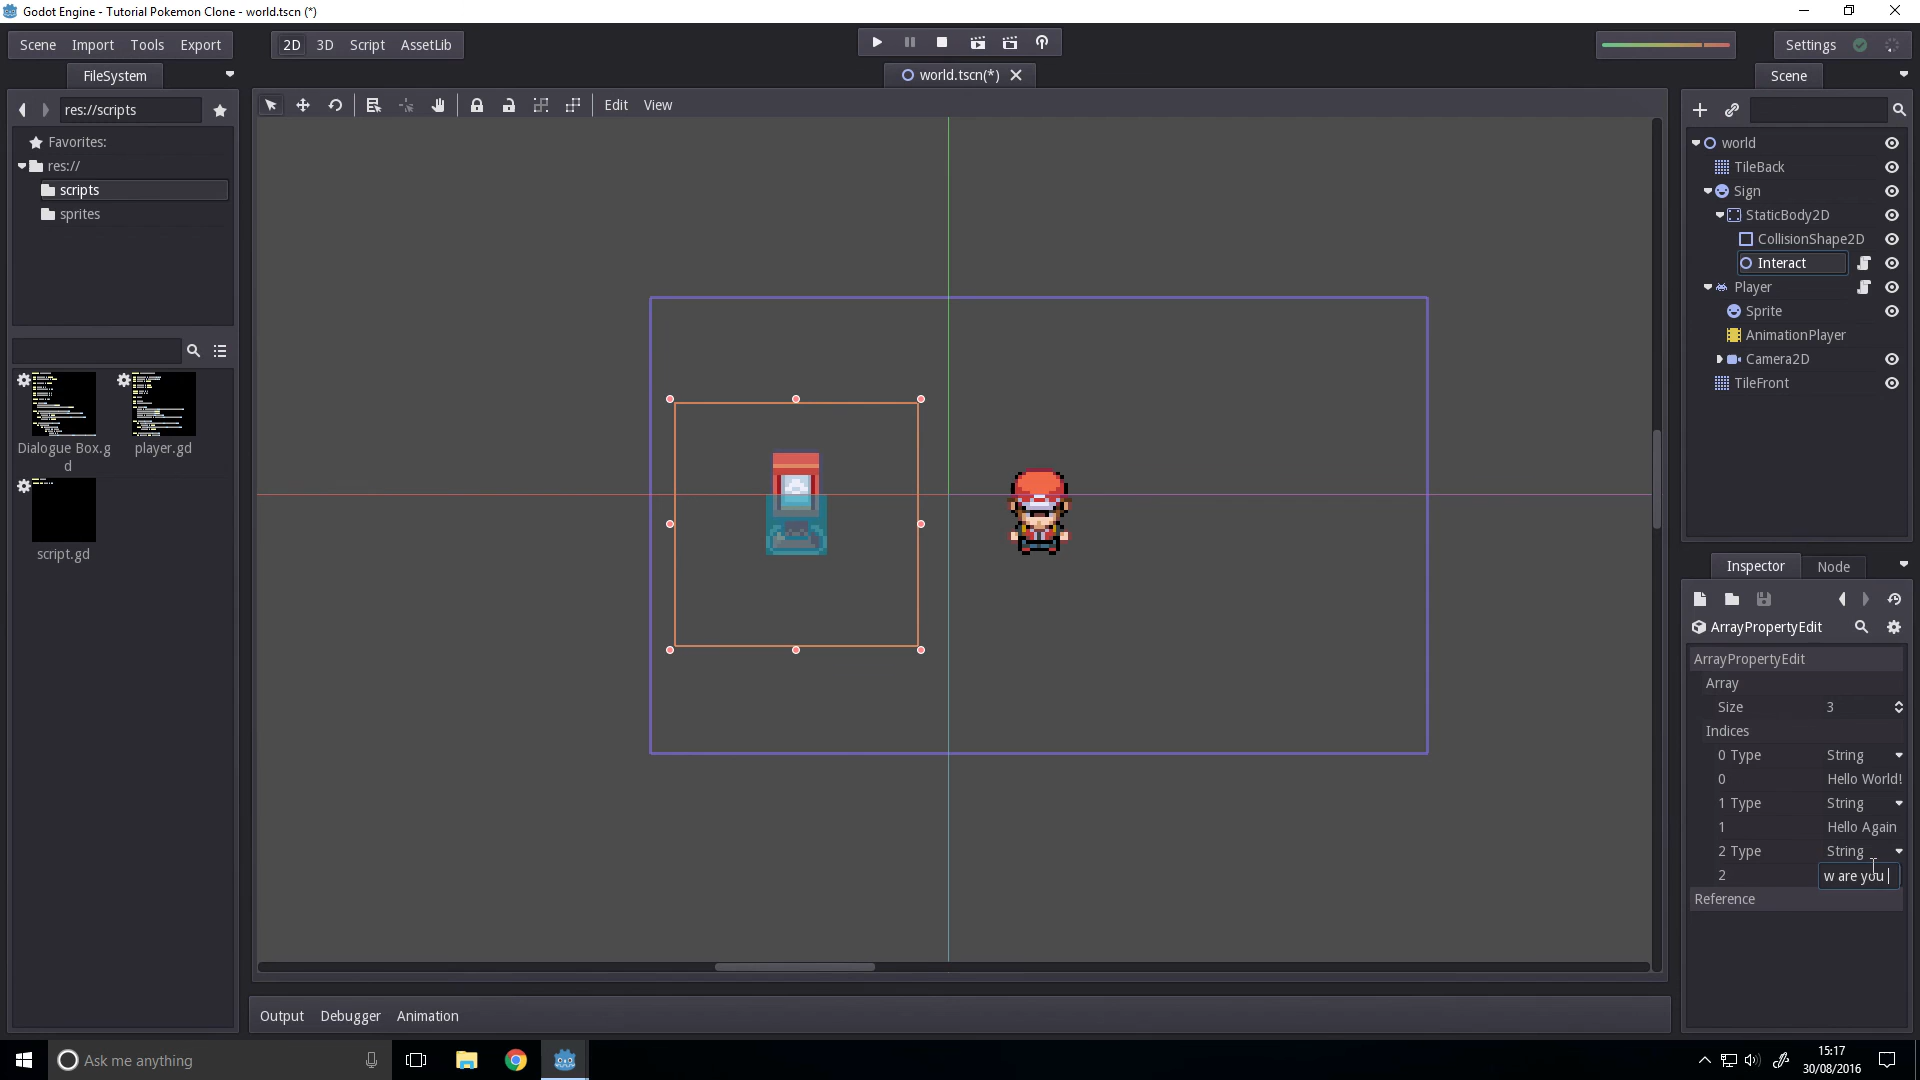 Godot Engine - Tutorial Pokemon Clone - world.tscn (*)
Scene Import Tools Export
2D 3D Script AssetLib
Settings
FileSystem
world.tscn(*)
Scene
res://scripts
Edit View
Favorites:
res://
scripts
sprites
Dialogue Box.g
d
player.gd
script.gd
world
TileBack
Sign
StaticBody2D
CollisionShape2D
Interact
Player
Sprite
AnimationPlayer
Camera2D
TileFront
Inspector Node
ArrayPropertyEdit
ArrayPropertyEdit
Array
Size 3
Indices
0 Type String
0 Hello World!
1 Type String
1 Hello Again
2 Type String
2 w are you
Reference
Output Debugger Animation
Ask me anything
15:17
30/08/2016